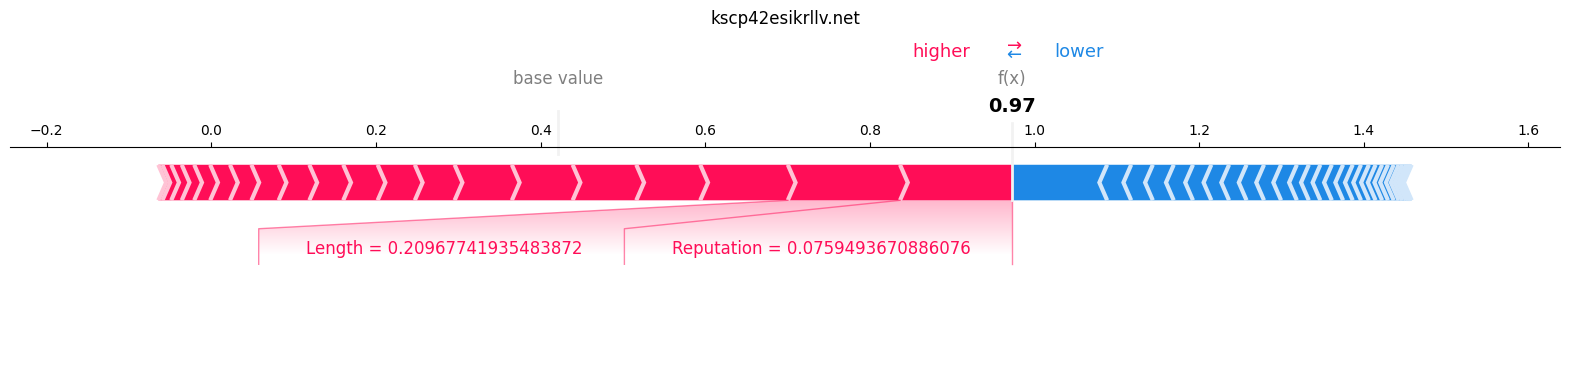 kscp42esikrllv.net
higher → ← lower
base value f(x)
0.97
−0.2 0.0 0.2 0.4 0.6 0.8 1.0 1.2 1.4 1.6
Length = 0.20967741935483872 Reputation = 0.0759493670886076